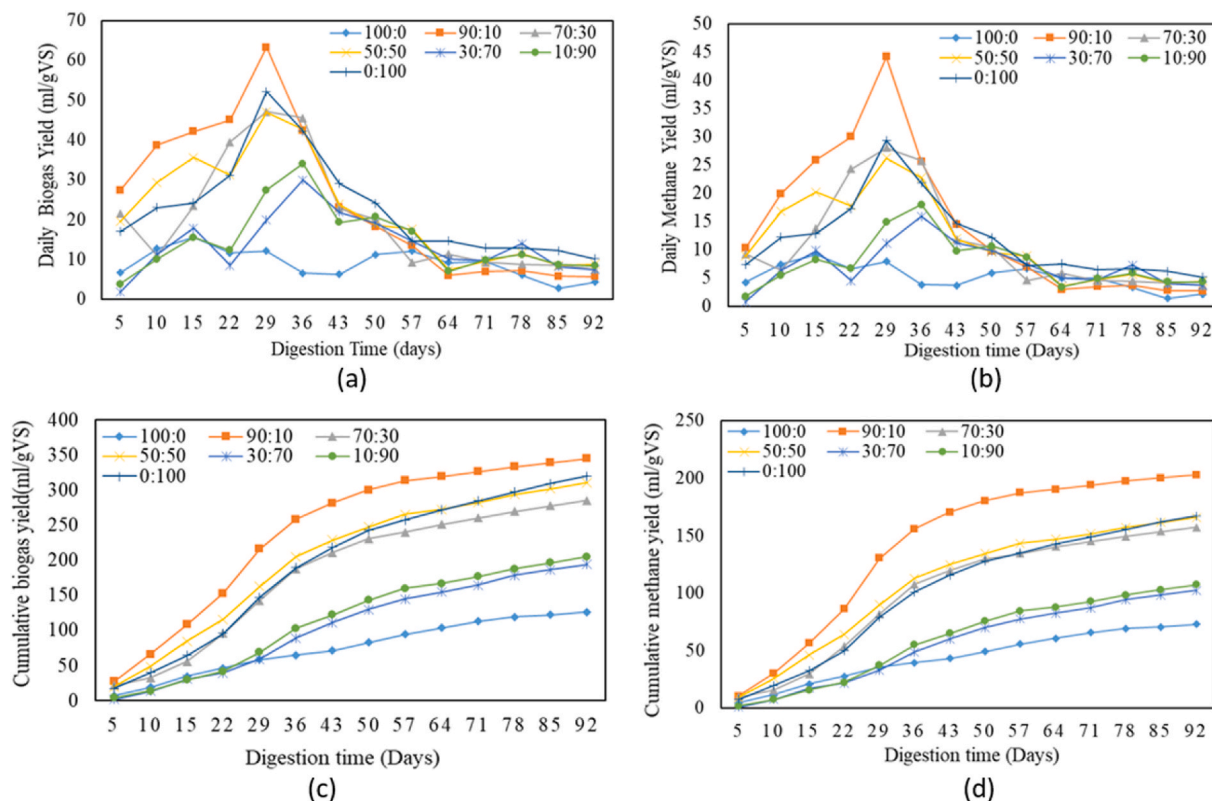 70
60
50
40
30
20
10
0
Daily Biogas Yield (ml/gVS)
100:0 90:10 70:30
50:50 30:70 10:90
0:100
5 10 15 22 29 36 43 50 57 64 71 78 85 92
Digestion Time (days)
(a)
50
45
40
35
30
25
20
15
10
5
0
Daily Methane Yield (ml/gVS)
100:0 90:10 70:30
50:50 30:70 10:90
0:100
5 10 15 22 29 36 43 50 57 64 71 78 85 92
Digestion time (Days)
(b)
400
350
300
250
200
150
100
50
0
Cumulative biogas yield(ml/gVS)
100:0 90:10 70:30
50:50 30:70 10:90
0:100
5 10 15 22 29 36 43 50 57 64 71 78 85 92
Digestion time (Days)
(c)
250
200
150
100
50
0
Cumulative methane yield (ml/gVS)
100:0 90:10 70:30
50:50 30:70 10:90
0:100
5 10 15 22 29 36 43 50 57 64 71 78 85 92
Digestion time (Days)
(d)